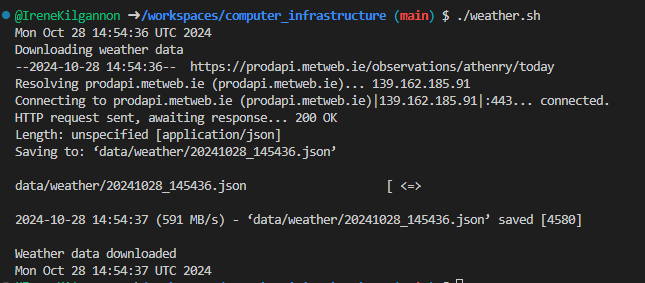 @IreneKilgannon ➜/workspaces/computer_infrastructure (main) $ ./weather.sh
Mon Oct 28 14:54:36 UTC 2024
Downloading weather data
--2024-10-28 14:54:36--  https://prodapi.metweb.ie/observations/athenry/today
Resolving prodapi.metweb.ie (prodapi.metweb.ie)... 139.162.185.91
Connecting to prodapi.metweb.ie (prodapi.metweb.ie)|139.162.185.91|:443... connected.
HTTP request sent, awaiting response... 200 OK
Length: unspecified [application/json]
Saving to: ‘data/weather/20241028_145436.json’
data/weather/20241028_145436.json [ <=>
2024-10-28 14:54:37 (591 MB/s) - ‘data/weather/20241028_145436.json’ saved [4580]
Weather data downloaded
Mon Oct 28 14:54:37 UTC 2024